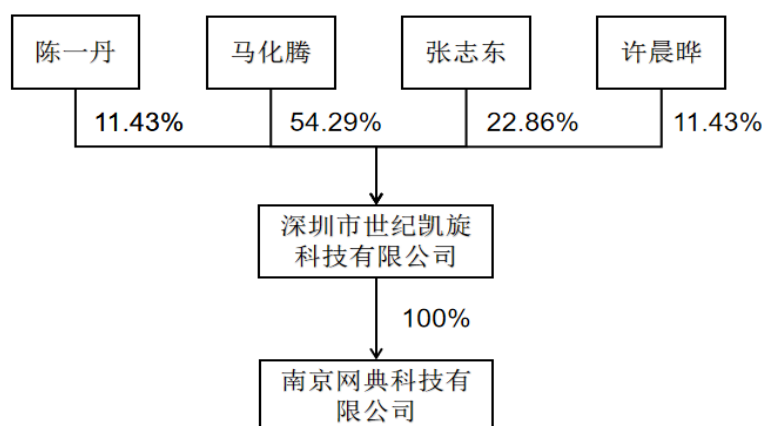 陈一丹
马化腾
张志东
许晨晔
11.43%
54.29%
22.86%
11.43%
深圳市世纪凯旋
科技有限公司
100%
南京网典科技有
限公司